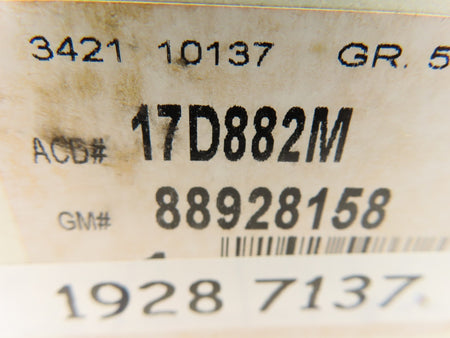 3421 10137 GR. 5
ACD# 17D882M
GM# 88928158
1928 7137